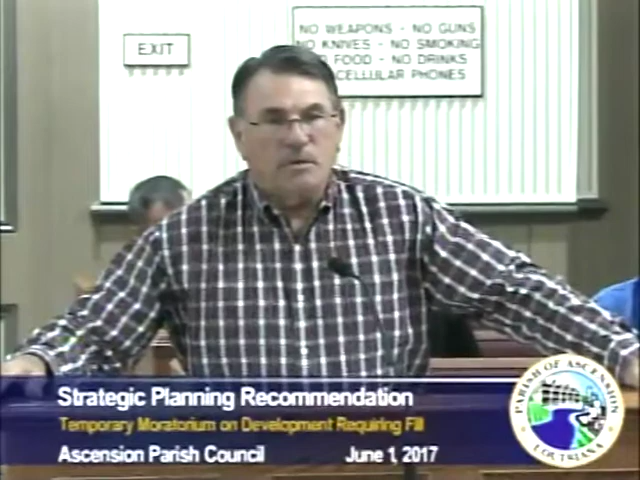 NO WEAPONS - NO GUNS
NO KNIVES - NO SMOKING
FOOD - NO DRINKS
CELLULAR PHONES
EXIT
Strategic Planning Recommendation
Temporary Moratorium on Development Requiring Fill
Ascension Parish Council June 1, 2017
PARISH OF ASCENSION
LOUISIANA